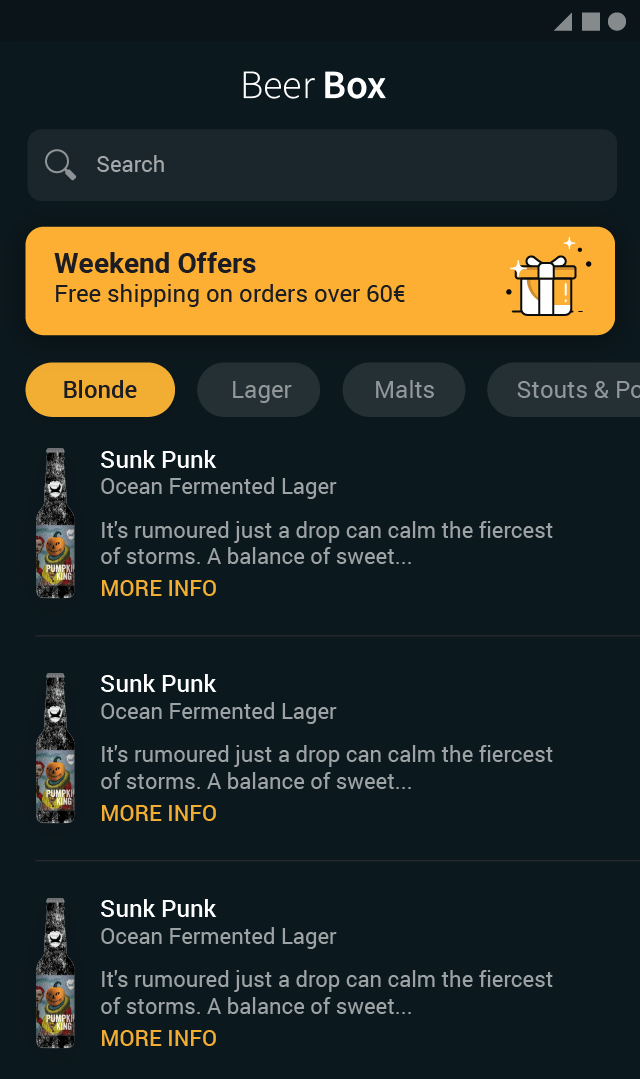 Beer Box
Search
Weekend Offers
Free shipping on orders over 60€
Blonde Lager Malts Stouts & Po
Sunk Punk
Ocean Fermented Lager
It's rumoured just a drop can calm the fiercest
of storms. A balance of sweet...
MORE INFO
PUMPKI
KING
Sunk Punk
Ocean Fermented Lager
It's rumoured just a drop can calm the fiercest
of storms. A balance of sweet...
MORE INFO
PUMPKI
KING
Sunk Punk
Ocean Fermented Lager
It's rumoured just a drop can calm the fiercest
of storms. A balance of sweet...
MORE INFO
PUMPKI
KING